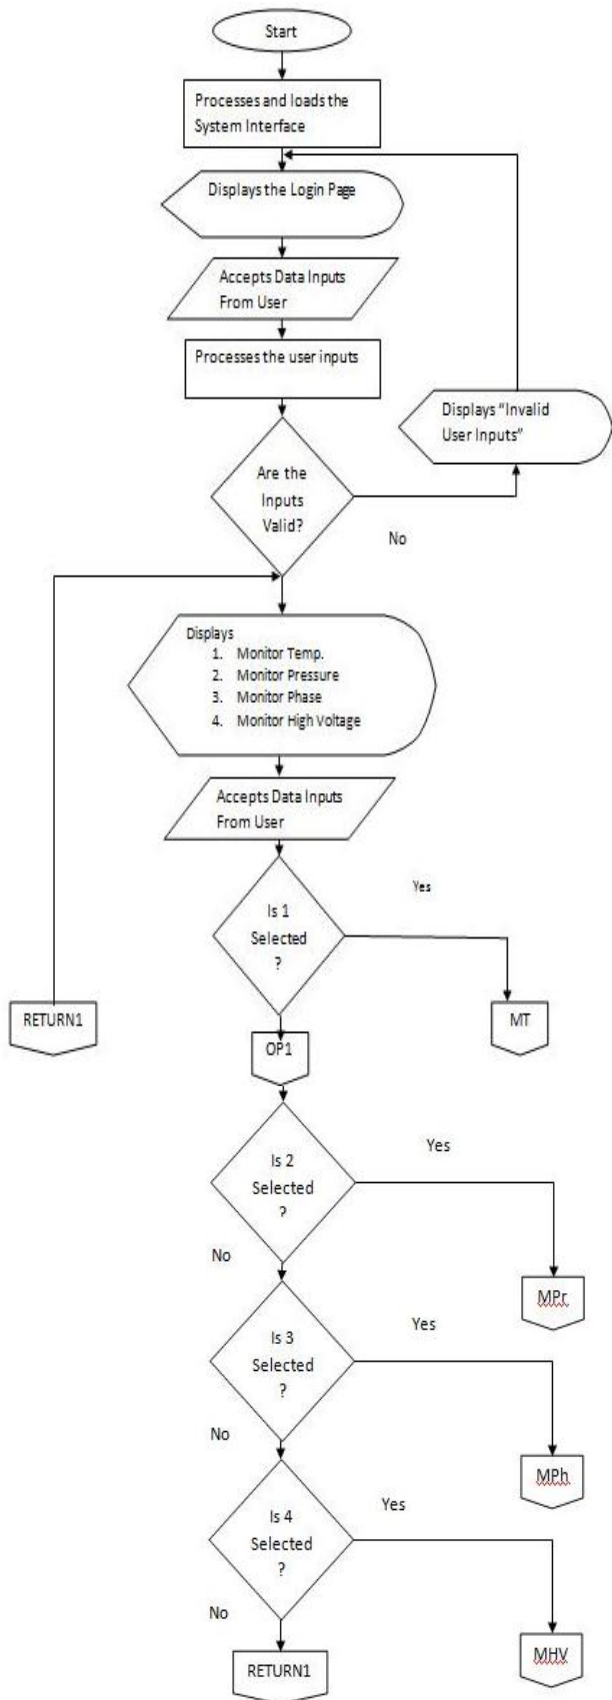 Start
Processes and loads the
System Interface
Displays the Login Page
Accepts Data Inputs
From User
Processes the user inputs
Displays "Invalid
User Inputs"
Are the
Inputs
Valid?
No
Displays
1. Monitor Temp.
2. Monitor Pressure
3. Monitor Phase
4. Monitor High Voltage
Accepts Data Inputs
From User
Yes
Is 1
Selected
?
RETURN1
MT
OP1
Yes
Is 2
Selected
?
No
MPr
Yes
Is 3
Selected
?
No
MPh
Yes
Is 4
Selected
?
No
MHV
RETURN1